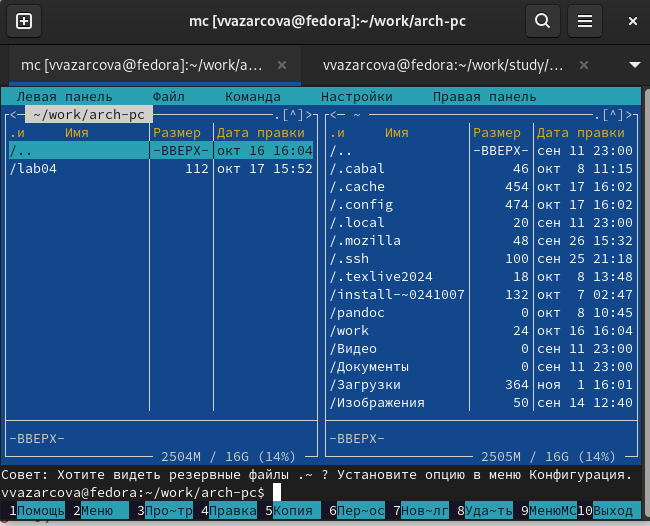 mc [vvazarcova@fedora]:~/work/arch-pc
mc [vvazarcova@fedora]:~/work/a... × vvazarcova@fedora:~/work/study/... ×
Левая панель Файл Команда Настройки Правая панель
<─ ~/work/arch-pc .[^]> <─ ~ .[^]>
.и Имя Размер Дата правки .и Имя Размер Дата правки
/.. -ВВЕРХ- окт 16 16:04 /.. -ВВЕРХ- сен 11 23:00
/lab04 112 окт 17 15:52 /.cabal 46 окт 8 11:15
/.cache 454 окт 17 16:02
/.config 474 окт 17 16:02
/.local 20 сен 11 23:00
/.mozilla 48 сен 26 15:32
/.ssh 100 сен 25 21:18
/.texlive2024 18 окт 8 13:48
/install-~0241007 132 окт 7 02:47
/pandoc 0 окт 8 10:45
/work 24 окт 16 16:04
/Видео 0 сен 11 23:00
/Документы 0 сен 11 23:00
/Загрузки 364 ноя 1 16:01
/Изображения 50 сен 14 12:40
-ВВЕРХ- -ВВЕРХ-
2504M / 16G (14%) 2505M / 16G (14%)
Совет: Хотите видеть резервные файлы .~ ? Установите опцию в меню Конфигурация.
vvazarcova@fedora:~/work/arch-pc$
1Помощь 2Меню 3Про~тр 4Правка 5Копия 6Пер~ос 7Нов~лг 8Уда~ть 9МенюMC 10Выход